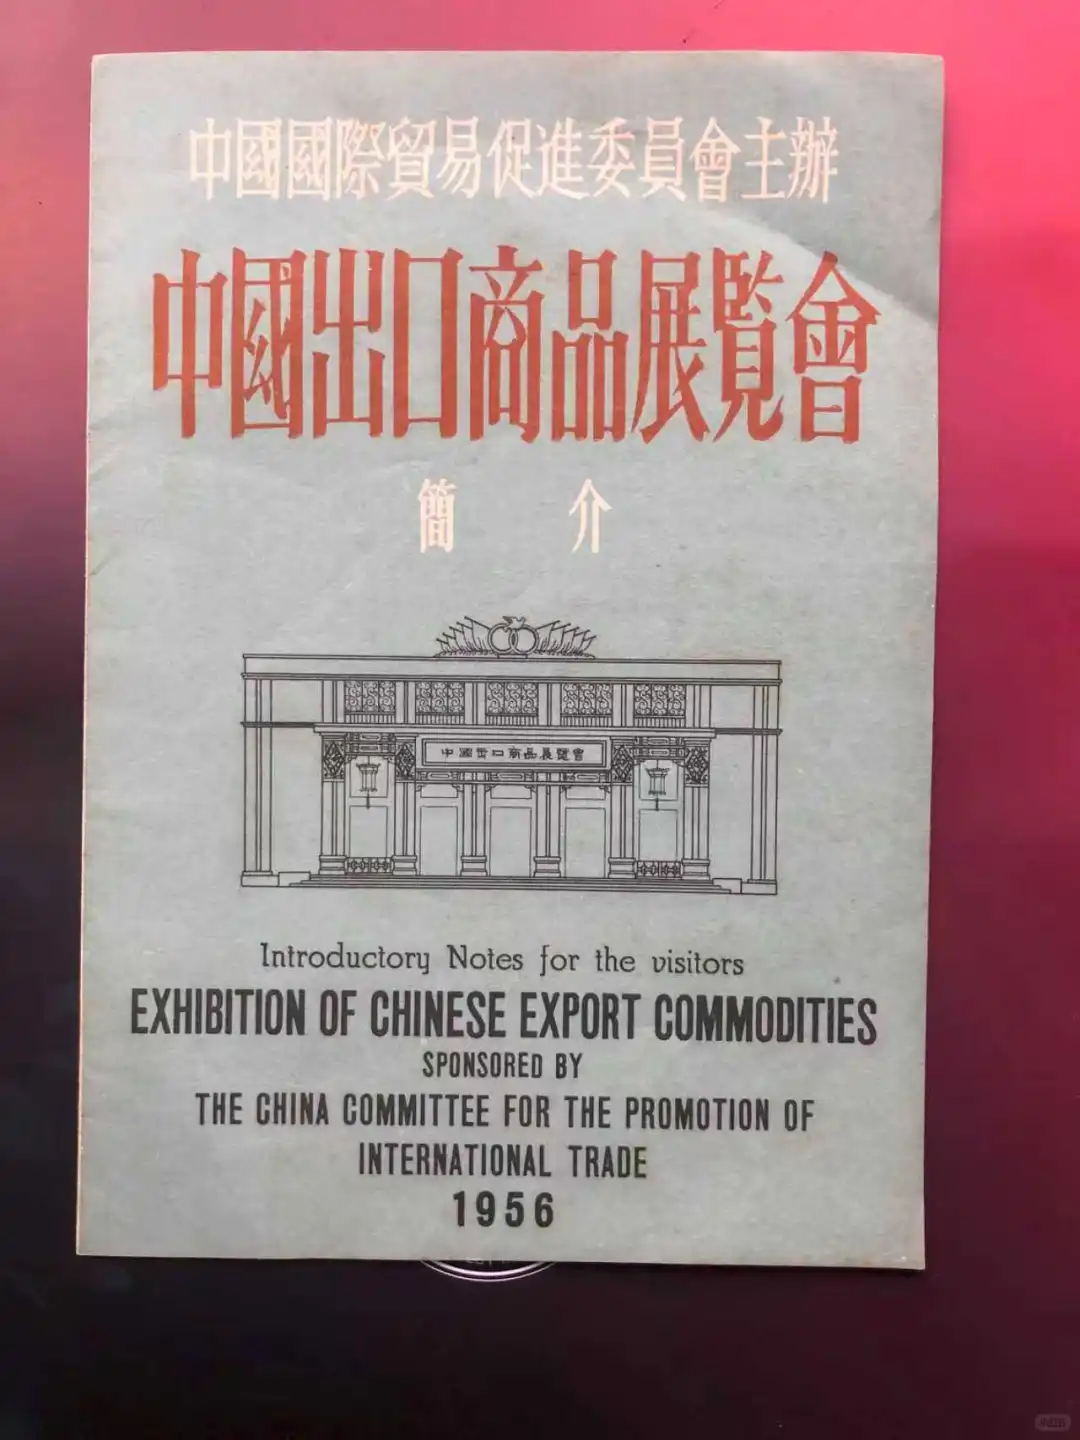 中國國際貿易促進委員會主辦
中國出口商品展覽會
簡 介
中國出口商品展覽會
Introductory Notes for the visitors
EXHIBITION OF CHINESE EXPORT COMMODITIES
SPONSORED BY
THE CHINA COMMITTEE FOR THE PROMOTION OF
INTERNATIONAL TRADE
1956